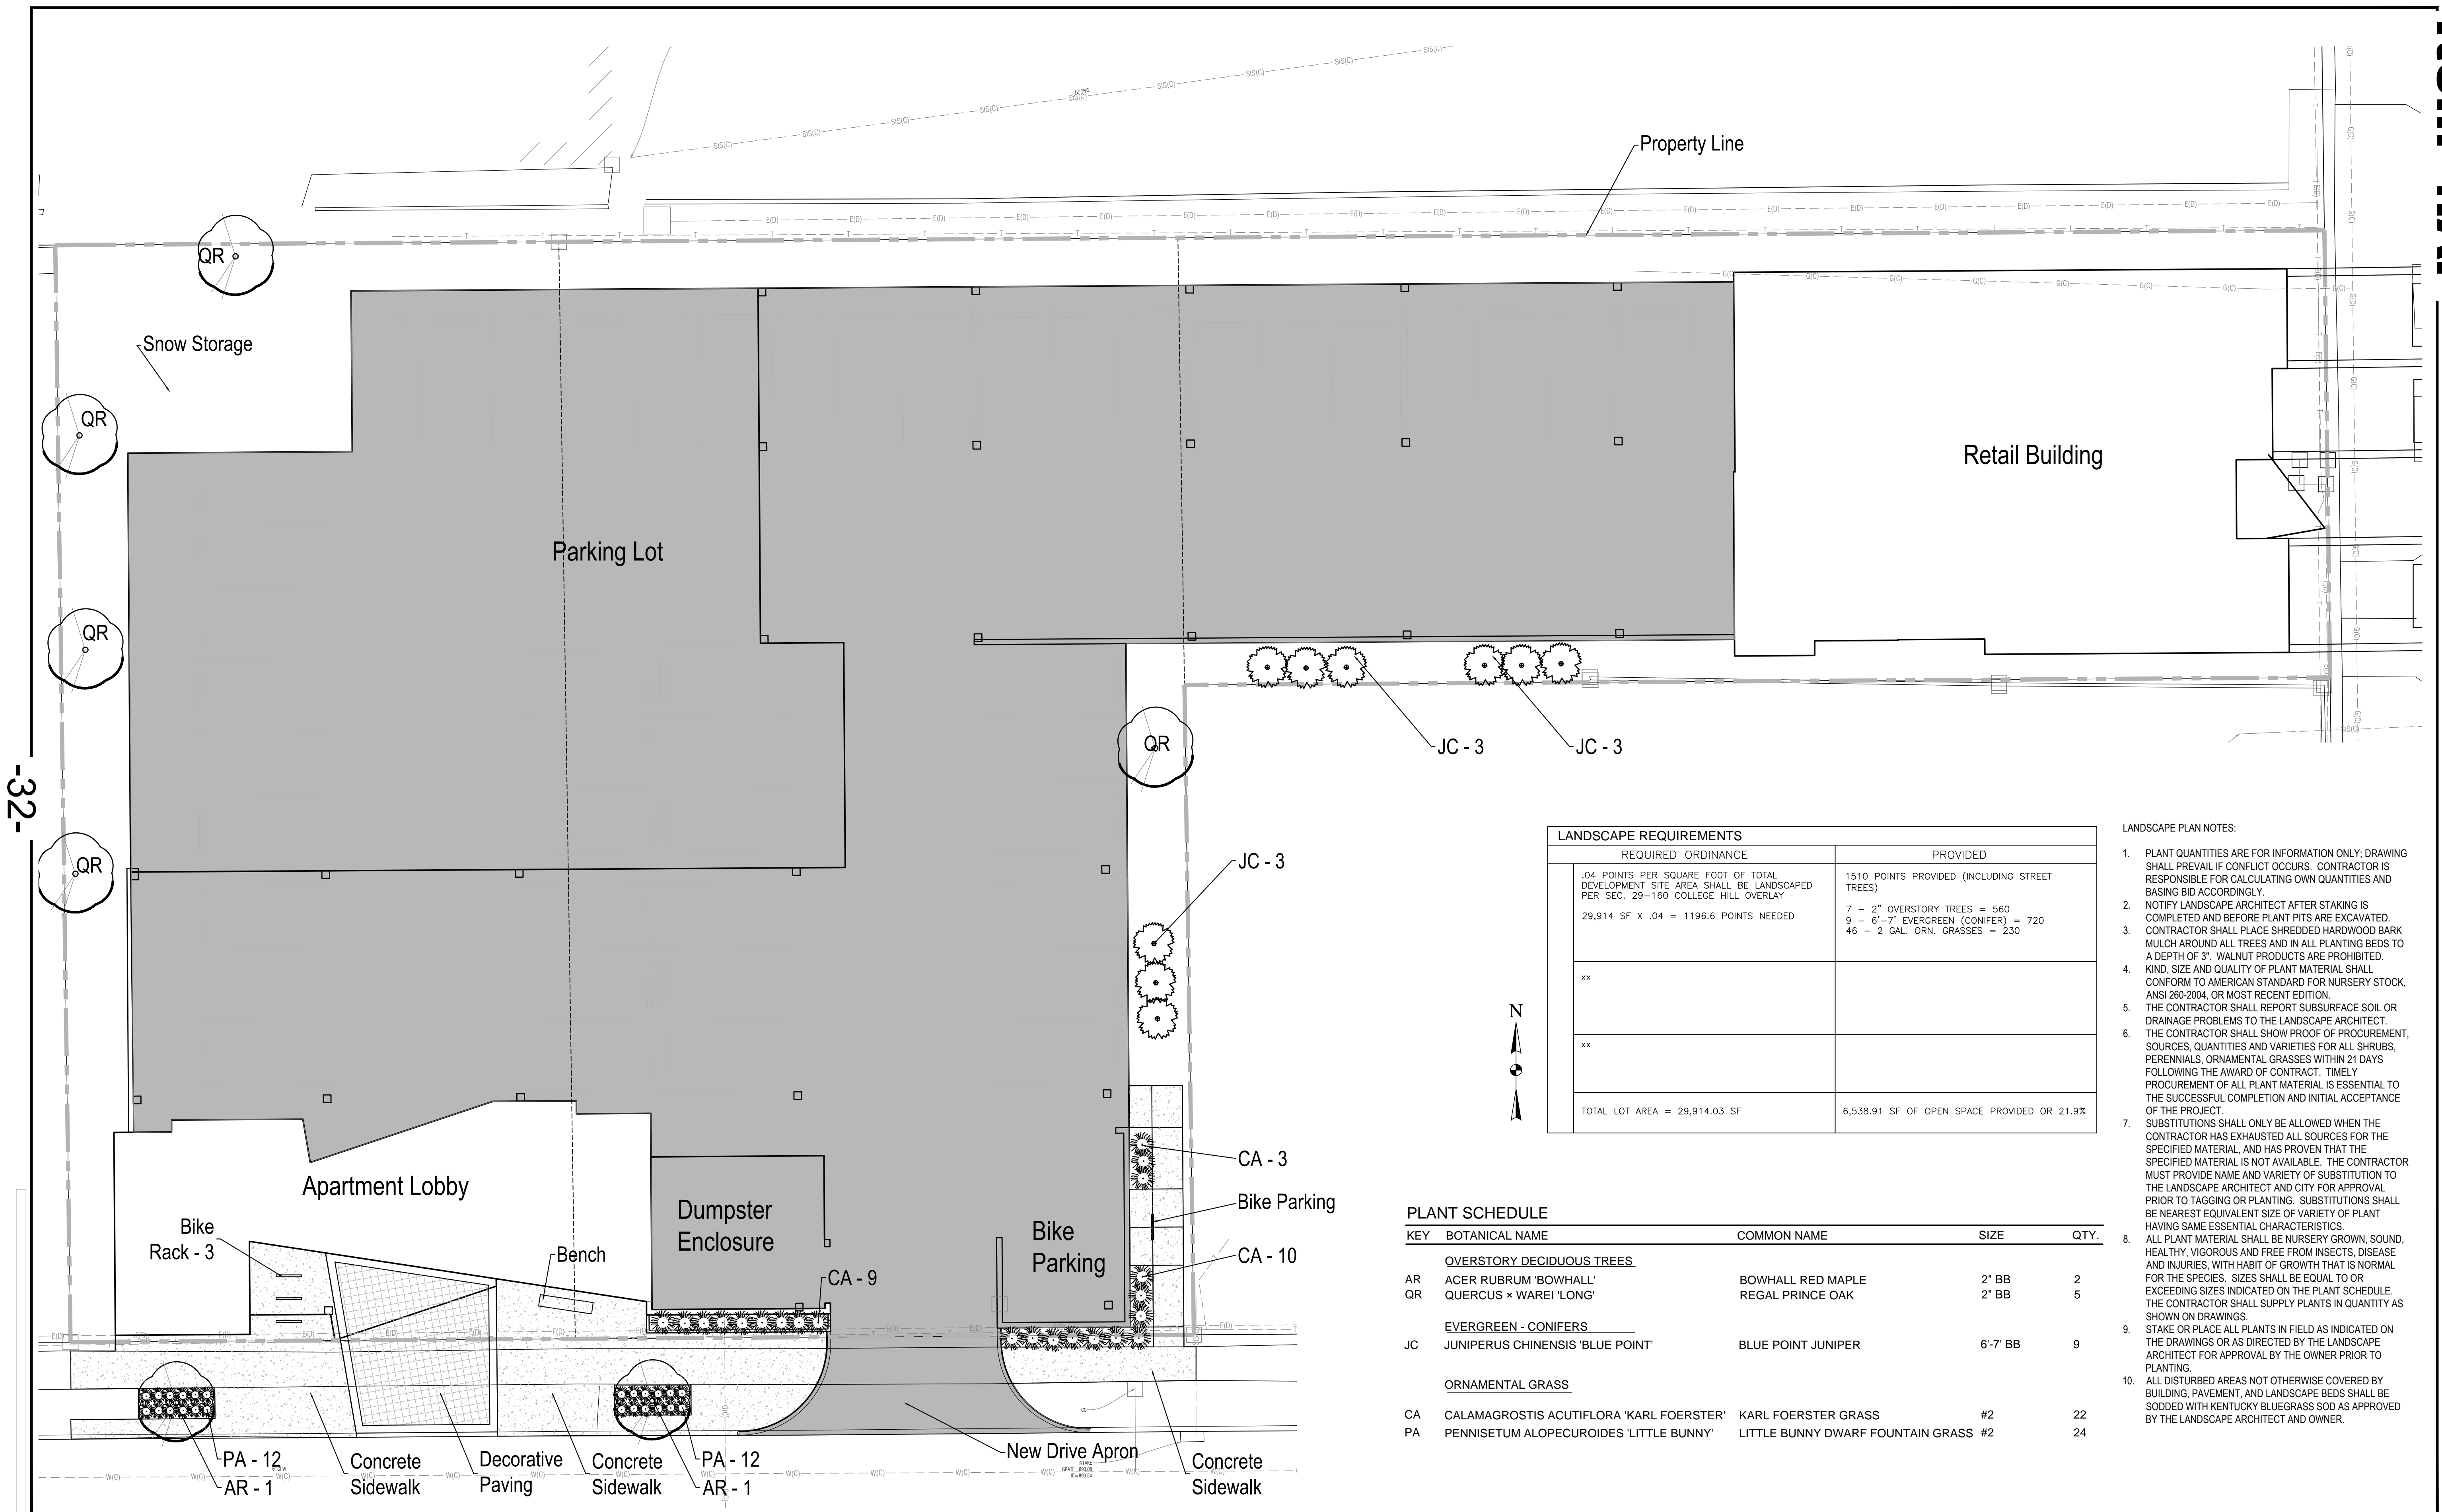 -32-
Property Line
QR
Snow Storage
QR
Retail Building
Parking Lot
QR
QR
JC - 3
JC - 3
QR
JC - 3
CA - 3
Bike Parking
CA - 10
Apartment Lobby
Bike
Rack - 3
Bench
Dumpster
Enclosure
CA - 9
Bike
Parking
PA - 12
AR - 1
Concrete
Sidewalk
Decorative
Paving
Concrete
Sidewalk
PA - 12
AR - 1
New Drive Apron
Concrete
Sidewalk
N
LANDSCAPE REQUIREMENTS
REQUIRED ORDINANCE
PROVIDED
.04 POINTS PER SQUARE FOOT OF TOTAL
DEVELOPMENT SITE AREA SHALL BE LANDSCAPED
PER SEC. 29-160 COLLEGE HILL OVERLAY
29,914 SF X .04 = 1196.6 POINTS NEEDED
1510 POINTS PROVIDED (INCLUDING STREET
TREES)
7 - 2" OVERSTORY TREES = 560
9 - 6'-7' EVERGREEN (CONIFER) = 720
46 - 2 GAL. ORN. GRASSES = 230
xx
xx
TOTAL LOT AREA = 29,914.03 SF
6,538.91 SF OF OPEN SPACE PROVIDED OR 21.9%
PLANT SCHEDULE
KEY BOTANICAL NAME COMMON NAME SIZE QTY.
OVERSTORY DECIDUOUS TREES
AR ACER RUBRUM 'BOWHALL' BOWHALL RED MAPLE 2" BB 2
QR QUERCUS × WAREI 'LONG' REGAL PRINCE OAK 2" BB 5
EVERGREEN - CONIFERS
JC JUNIPERUS CHINENSIS 'BLUE POINT' BLUE POINT JUNIPER 6'-7' BB 9
ORNAMENTAL GRASS
CA CALAMAGROSTIS ACUTIFLORA 'KARL FOERSTER' KARL FOERSTER GRASS #2 22
PA PENNISETUM ALOPECUROIDES 'LITTLE BUNNY' LITTLE BUNNY DWARF FOUNTAIN GRASS #2 24
LANDSCAPE PLAN NOTES:
1. PLANT QUANTITIES ARE FOR INFORMATION ONLY; DRAWING
SHALL PREVAIL IF CONFLICT OCCURS. CONTRACTOR IS
RESPONSIBLE FOR CALCULATING OWN QUANTITIES AND
BASING BID ACCORDINGLY.
2. NOTIFY LANDSCAPE ARCHITECT AFTER STAKING IS
COMPLETED AND BEFORE PLANT PITS ARE EXCAVATED.
3. CONTRACTOR SHALL PLACE SHREDDED HARDWOOD BARK
MULCH AROUND ALL TREES AND IN ALL PLANTING BEDS TO
A DEPTH OF 3". WALNUT PRODUCTS ARE PROHIBITED.
4. KIND, SIZE AND QUALITY OF PLANT MATERIAL SHALL
CONFORM TO AMERICAN STANDARD FOR NURSERY STOCK,
ANSI 260-2004, OR MOST RECENT EDITION.
5. THE CONTRACTOR SHALL REPORT SUBSURFACE SOIL OR
DRAINAGE PROBLEMS TO THE LANDSCAPE ARCHITECT.
6. THE CONTRACTOR SHALL SHOW PROOF OF PROCUREMENT,
SOURCES, QUANTITIES AND VARIETIES FOR ALL SHRUBS,
PERENNIALS, ORNAMENTAL GRASSES WITHIN 21 DAYS
FOLLOWING THE AWARD OF CONTRACT. TIMELY
PROCUREMENT OF ALL PLANT MATERIAL IS ESSENTIAL TO
THE SUCCESSFUL COMPLETION AND INITIAL ACCEPTANCE
OF THE PROJECT.
7. SUBSTITUTIONS SHALL ONLY BE ALLOWED WHEN THE
CONTRACTOR HAS EXHAUSTED ALL SOURCES FOR THE
SPECIFIED MATERIAL, AND HAS PROVEN THAT THE
SPECIFIED MATERIAL IS NOT AVAILABLE. THE CONTRACTOR
MUST PROVIDE NAME AND VARIETY OF SUBSTITUTION TO
THE LANDSCAPE ARCHITECT AND CITY FOR APPROVAL
PRIOR TO TAGGING OR PLANTING. SUBSTITUTIONS SHALL
BE NEAREST EQUIVALENT SIZE OF VARIETY OF PLANT
HAVING SAME ESSENTIAL CHARACTERISTICS.
8. ALL PLANT MATERIAL SHALL BE NURSERY GROWN, SOUND,
HEALTHY, VIGOROUS AND FREE FROM INSECTS, DISEASE
AND INJURIES, WITH HABIT OF GROWTH THAT IS NORMAL
FOR THE SPECIES. SIZES SHALL BE EQUAL TO OR
EXCEEDING SIZES INDICATED ON THE PLANT SCHEDULE.
THE CONTRACTOR SHALL SUPPLY PLANTS IN QUANTITY AS
SHOWN ON DRAWINGS.
9. STAKE OR PLACE ALL PLANTS IN FIELD AS INDICATED ON
THE DRAWINGS OR AS DIRECTED BY THE LANDSCAPE
ARCHITECT FOR APPROVAL BY THE OWNER PRIOR TO
PLANTING.
10. ALL DISTURBED AREAS NOT OTHERWISE COVERED BY
BUILDING, PAVEMENT, AND LANDSCAPE BEDS SHALL BE
SODDED WITH KENTUCKY BLUEGRASS SOD AS APPROVED
BY THE LANDSCAPE ARCHITECT AND OWNER.